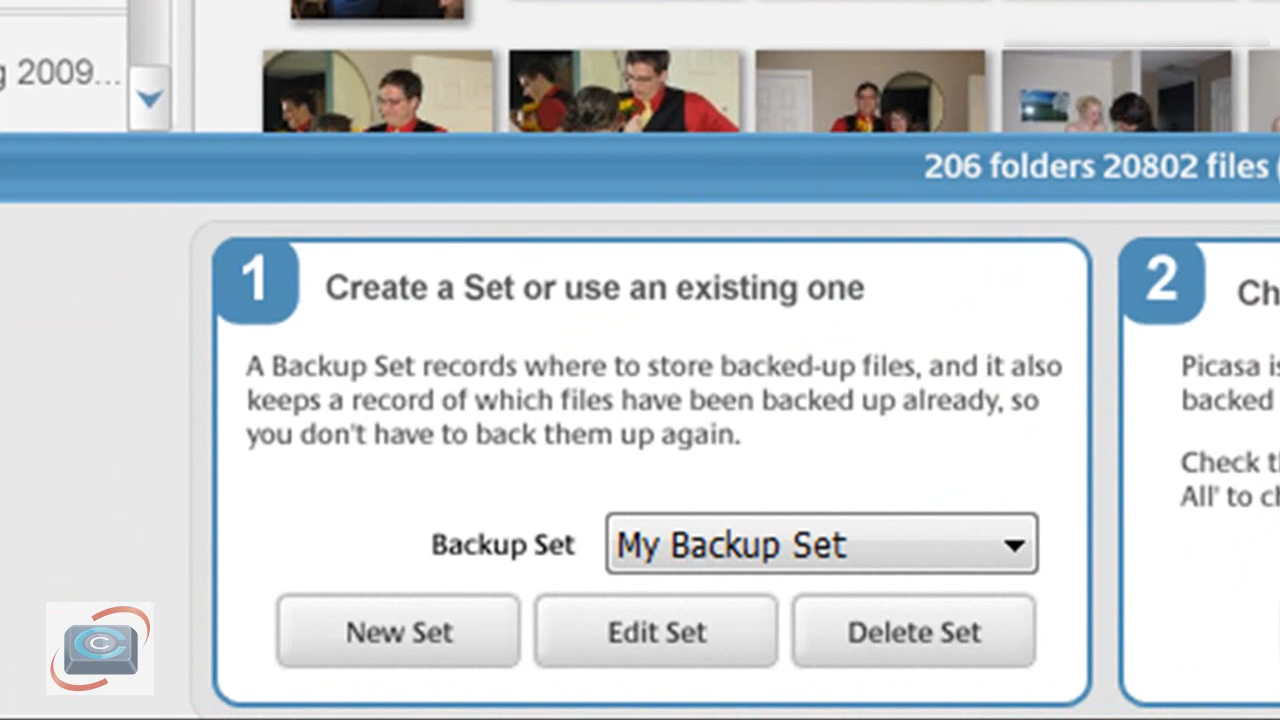 g 2009...
206 folders 20802 files
1
Create a Set or use an existing one
A Backup Set records where to store backed-up files, and it also
keeps a record of which files have been backed up already, so
you don't have to back them up again.
Backup Set
My Backup Set
New Set
Edit Set
Delete Set
2
Ch
Picasa is
backed
Check th
All' to ch
C